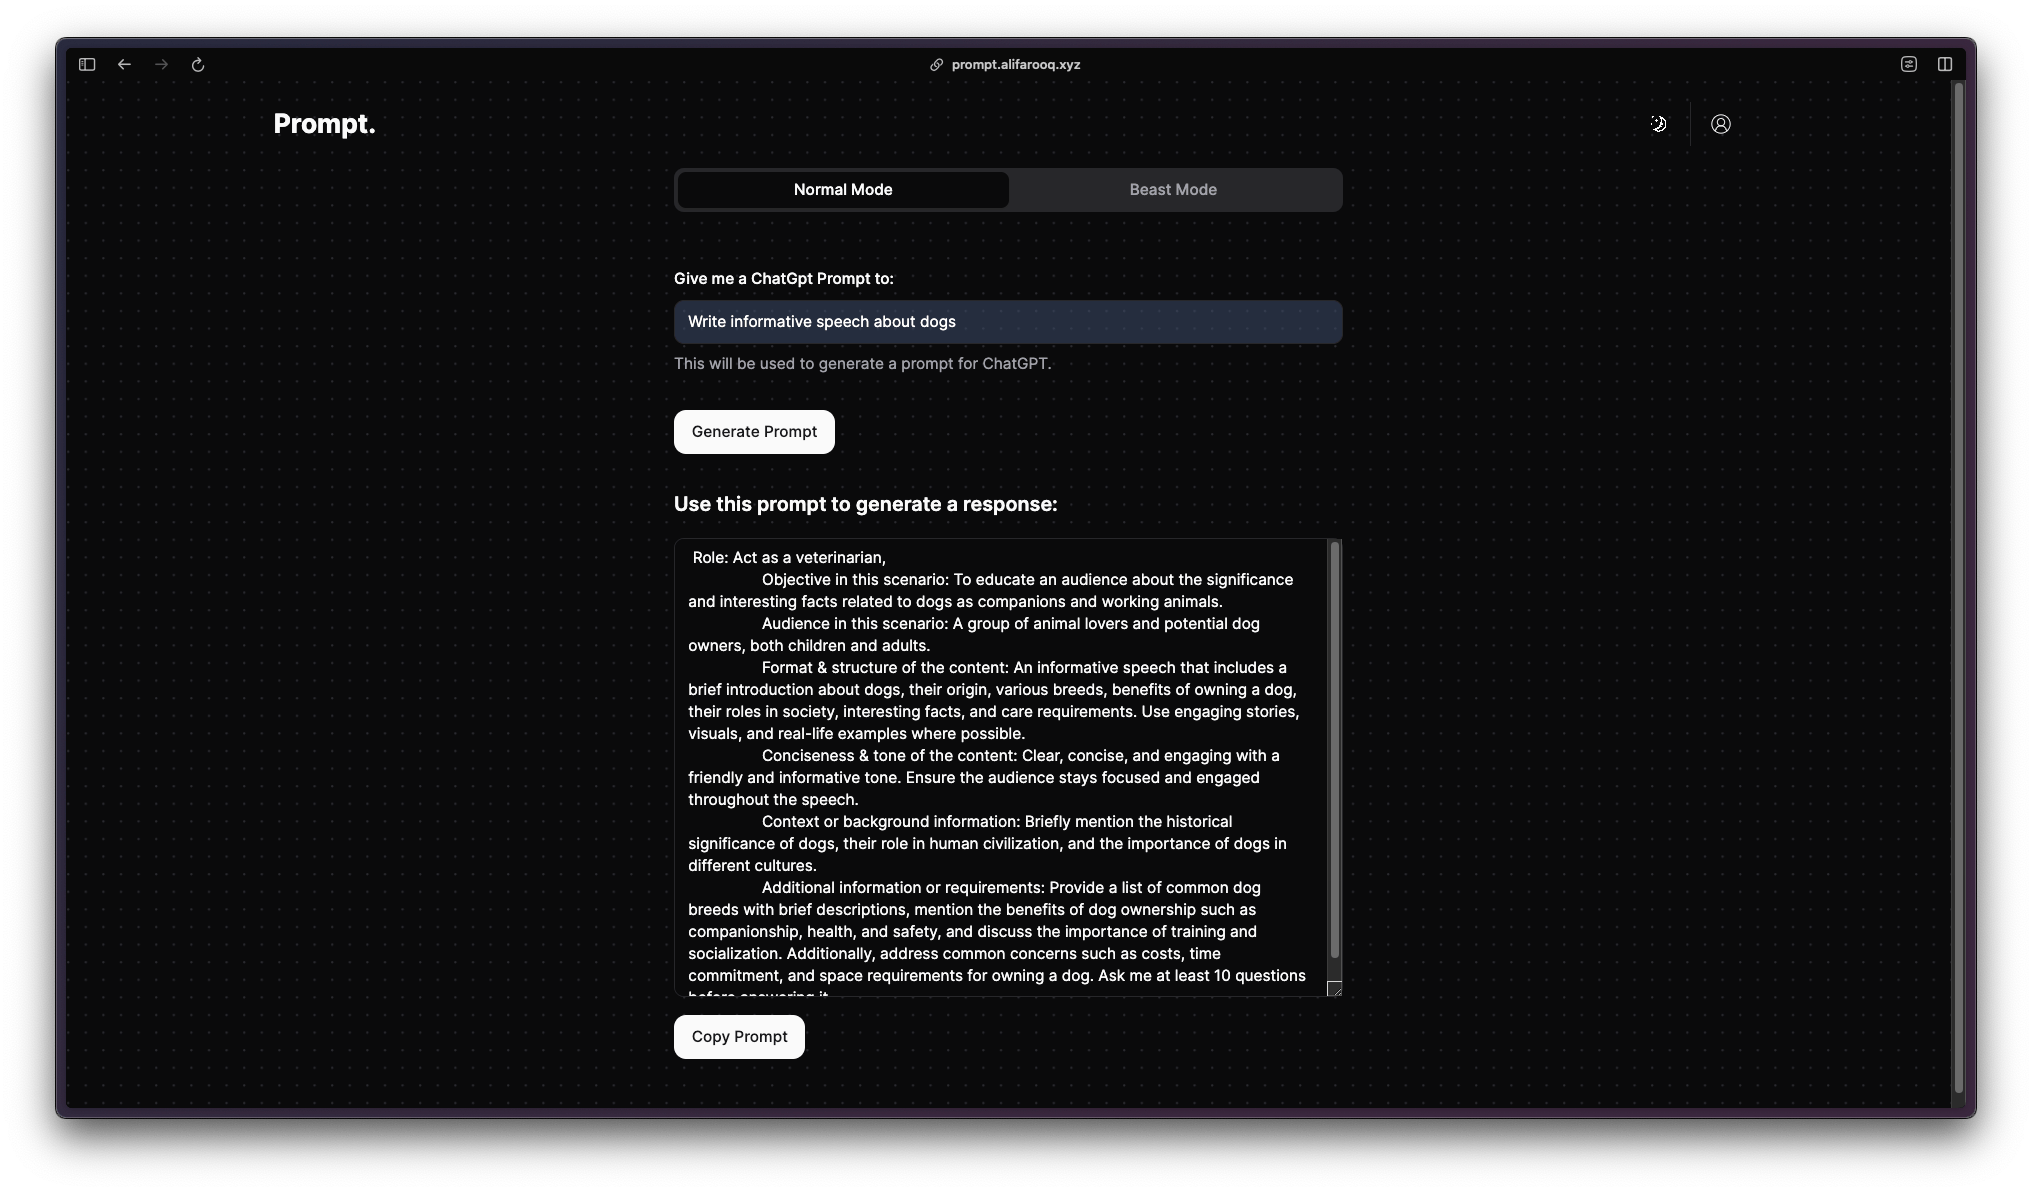 prompt.alifarooq.xyz
Prompt.
Normal Mode
Beast Mode
Give me a ChatGpt Prompt to:
Write informative speech about dogs
This will be used to generate a prompt for ChatGPT.
Generate Prompt
Use this prompt to generate a response:
Role: Act as a veterinarian,
Objective in this scenario: To educate an audience about the significance
and interesting facts related to dogs as companions and working animals.
Audience in this scenario: A group of animal lovers and potential dog
owners, both children and adults.
Format & structure of the content: An informative speech that includes a
brief introduction about dogs, their origin, various breeds, benefits of owning a dog,
their roles in society, interesting facts, and care requirements. Use engaging stories,
visuals, and real-life examples where possible.
Conciseness & tone of the content: Clear, concise, and engaging with a
friendly and informative tone. Ensure the audience stays focused and engaged
throughout the speech.
Context or background information: Briefly mention the historical
significance of dogs, their role in human civilization, and the importance of dogs in
different cultures.
Additional information or requirements: Provide a list of common dog
breeds with brief descriptions, mention the benefits of dog ownership such as
companionship, health, and safety, and discuss the importance of training and
socialization. Additionally, address common concerns such as costs, time
commitment, and space requirements for owning a dog. Ask me at least 10 questions
before answering it
Copy Prompt